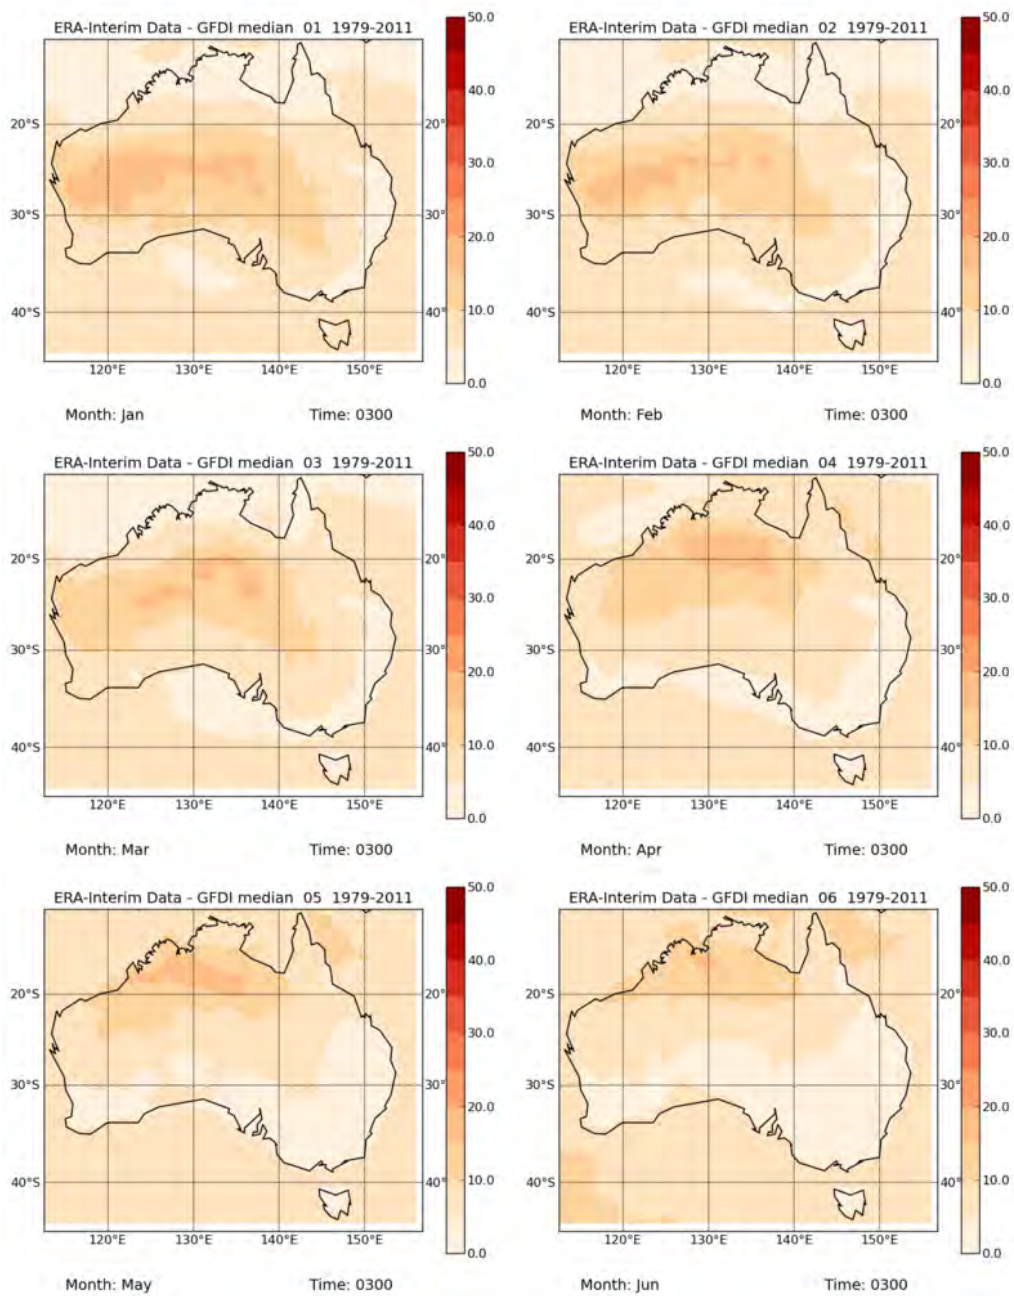 ERA-Interim Data - GFDI median 01 1979-2011
50.0
40.0
30.0
20.0
10.0
0.0
20°S
30°S
40°S
20°
30°
40°
120°E 130°E 140°E 150°E
Month: Jan Time: 0300
ERA-Interim Data - GFDI median 02 1979-2011
50.0
40.0
30.0
20.0
10.0
0.0
20°S
30°S
40°S
20°
30°
40°
120°E 130°E 140°E 150°E
Month: Feb Time: 0300
ERA-Interim Data - GFDI median 03 1979-2011
50.0
40.0
30.0
20.0
10.0
0.0
20°S
30°S
40°S
20°
30°
40°
120°E 130°E 140°E 150°E
Month: Mar Time: 0300
ERA-Interim Data - GFDI median 04 1979-2011
50.0
40.0
30.0
20.0
10.0
0.0
20°S
30°S
40°S
20°
30°
40°
120°E 130°E 140°E 150°E
Month: Apr Time: 0300
ERA-Interim Data - GFDI median 05 1979-2011
50.0
40.0
30.0
20.0
10.0
0.0
20°S
30°S
40°S
20°
30°
40°
120°E 130°E 140°E 150°E
Month: May Time: 0300
ERA-Interim Data - GFDI median 06 1979-2011
50.0
40.0
30.0
20.0
10.0
0.0
20°S
30°S
40°S
20°
30°
40°
120°E 130°E 140°E 150°E
Month: Jun Time: 0300